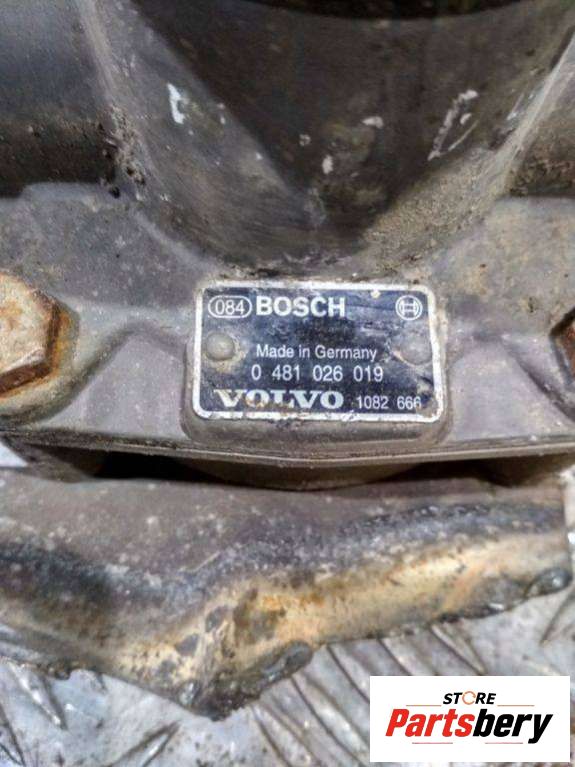 084 BOSCH
Made in Germany
0 481 026 019
VOLVO 1082 666
STORE
Partsbery